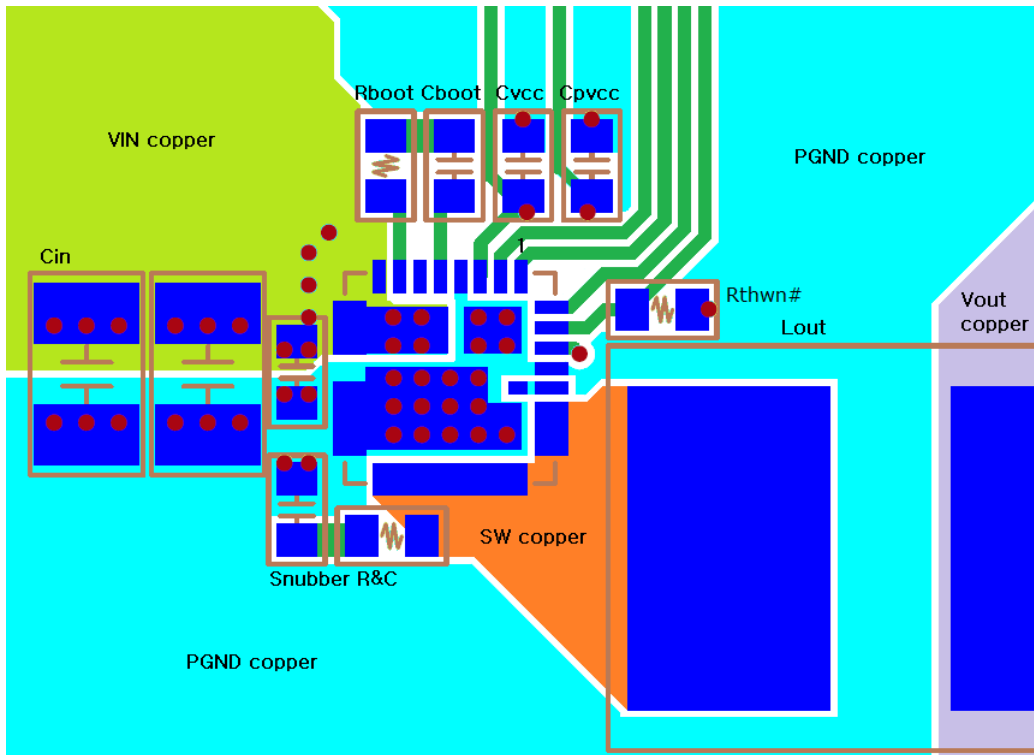 Rboot Cboot Cvcc Cpvcc
VIN copper
PGND copper
1
Cin
Rthwn#
Vout
copper
Lout
SW copper
Snubber R&C
PGND copper